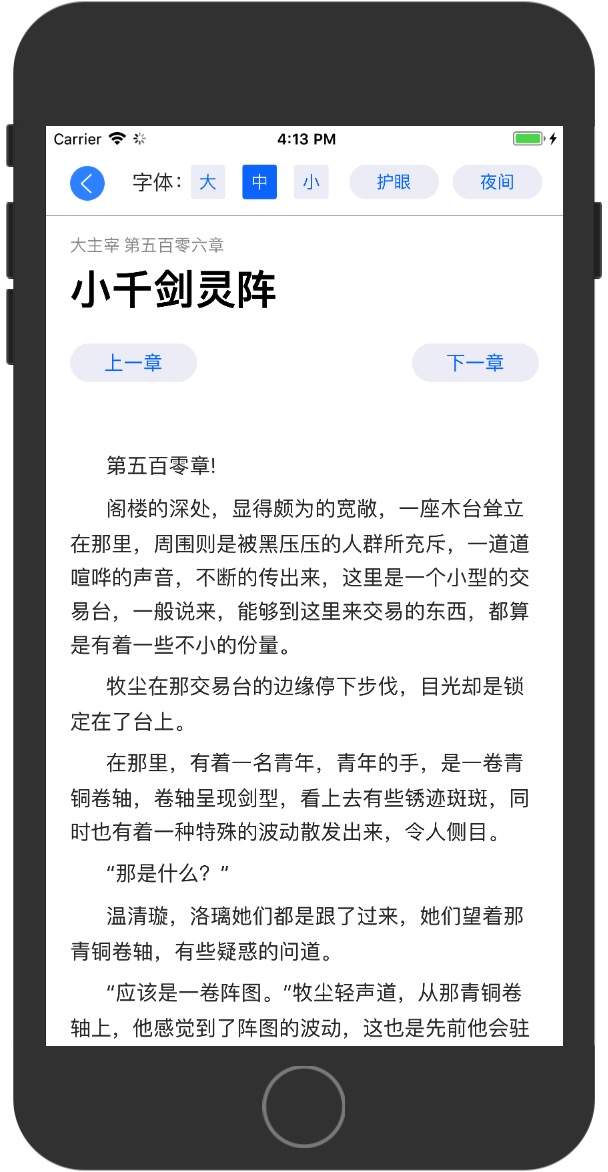 Carrier 4:13 PM
字体： 大 中 小 护眼 夜间
大主宰 第五百零六章
小千剑灵阵
上一章 下一章
第五百零章!
阁楼的深处，显得颇为的宽敞，一座木台耸立
在那里，周围则是被黑压压的人群所充斥，一道道
喧哗的声音，不断的传出来，这里是一个小型的交
易台，一般说来，能够到这里来交易的东西，都算
是有着一些不小的份量。
牧尘在那交易台的边缘停下步伐，目光却是锁
定在了台上。
在那里，有着一名青年，青年的手，是一卷青
铜卷轴，卷轴呈现剑型，看上去有些锈迹斑斑，同
时也有着一种特殊的波动散发出来，令人侧目。
“那是什么？”
温清璇，洛璃她们都是跟了过来，她们望着那
青铜卷轴，有些疑惑的问道。
“应该是一卷阵图。”牧尘轻声道，从那青铜卷
轴上，他感觉到了阵图的波动，这也是先前他会驻